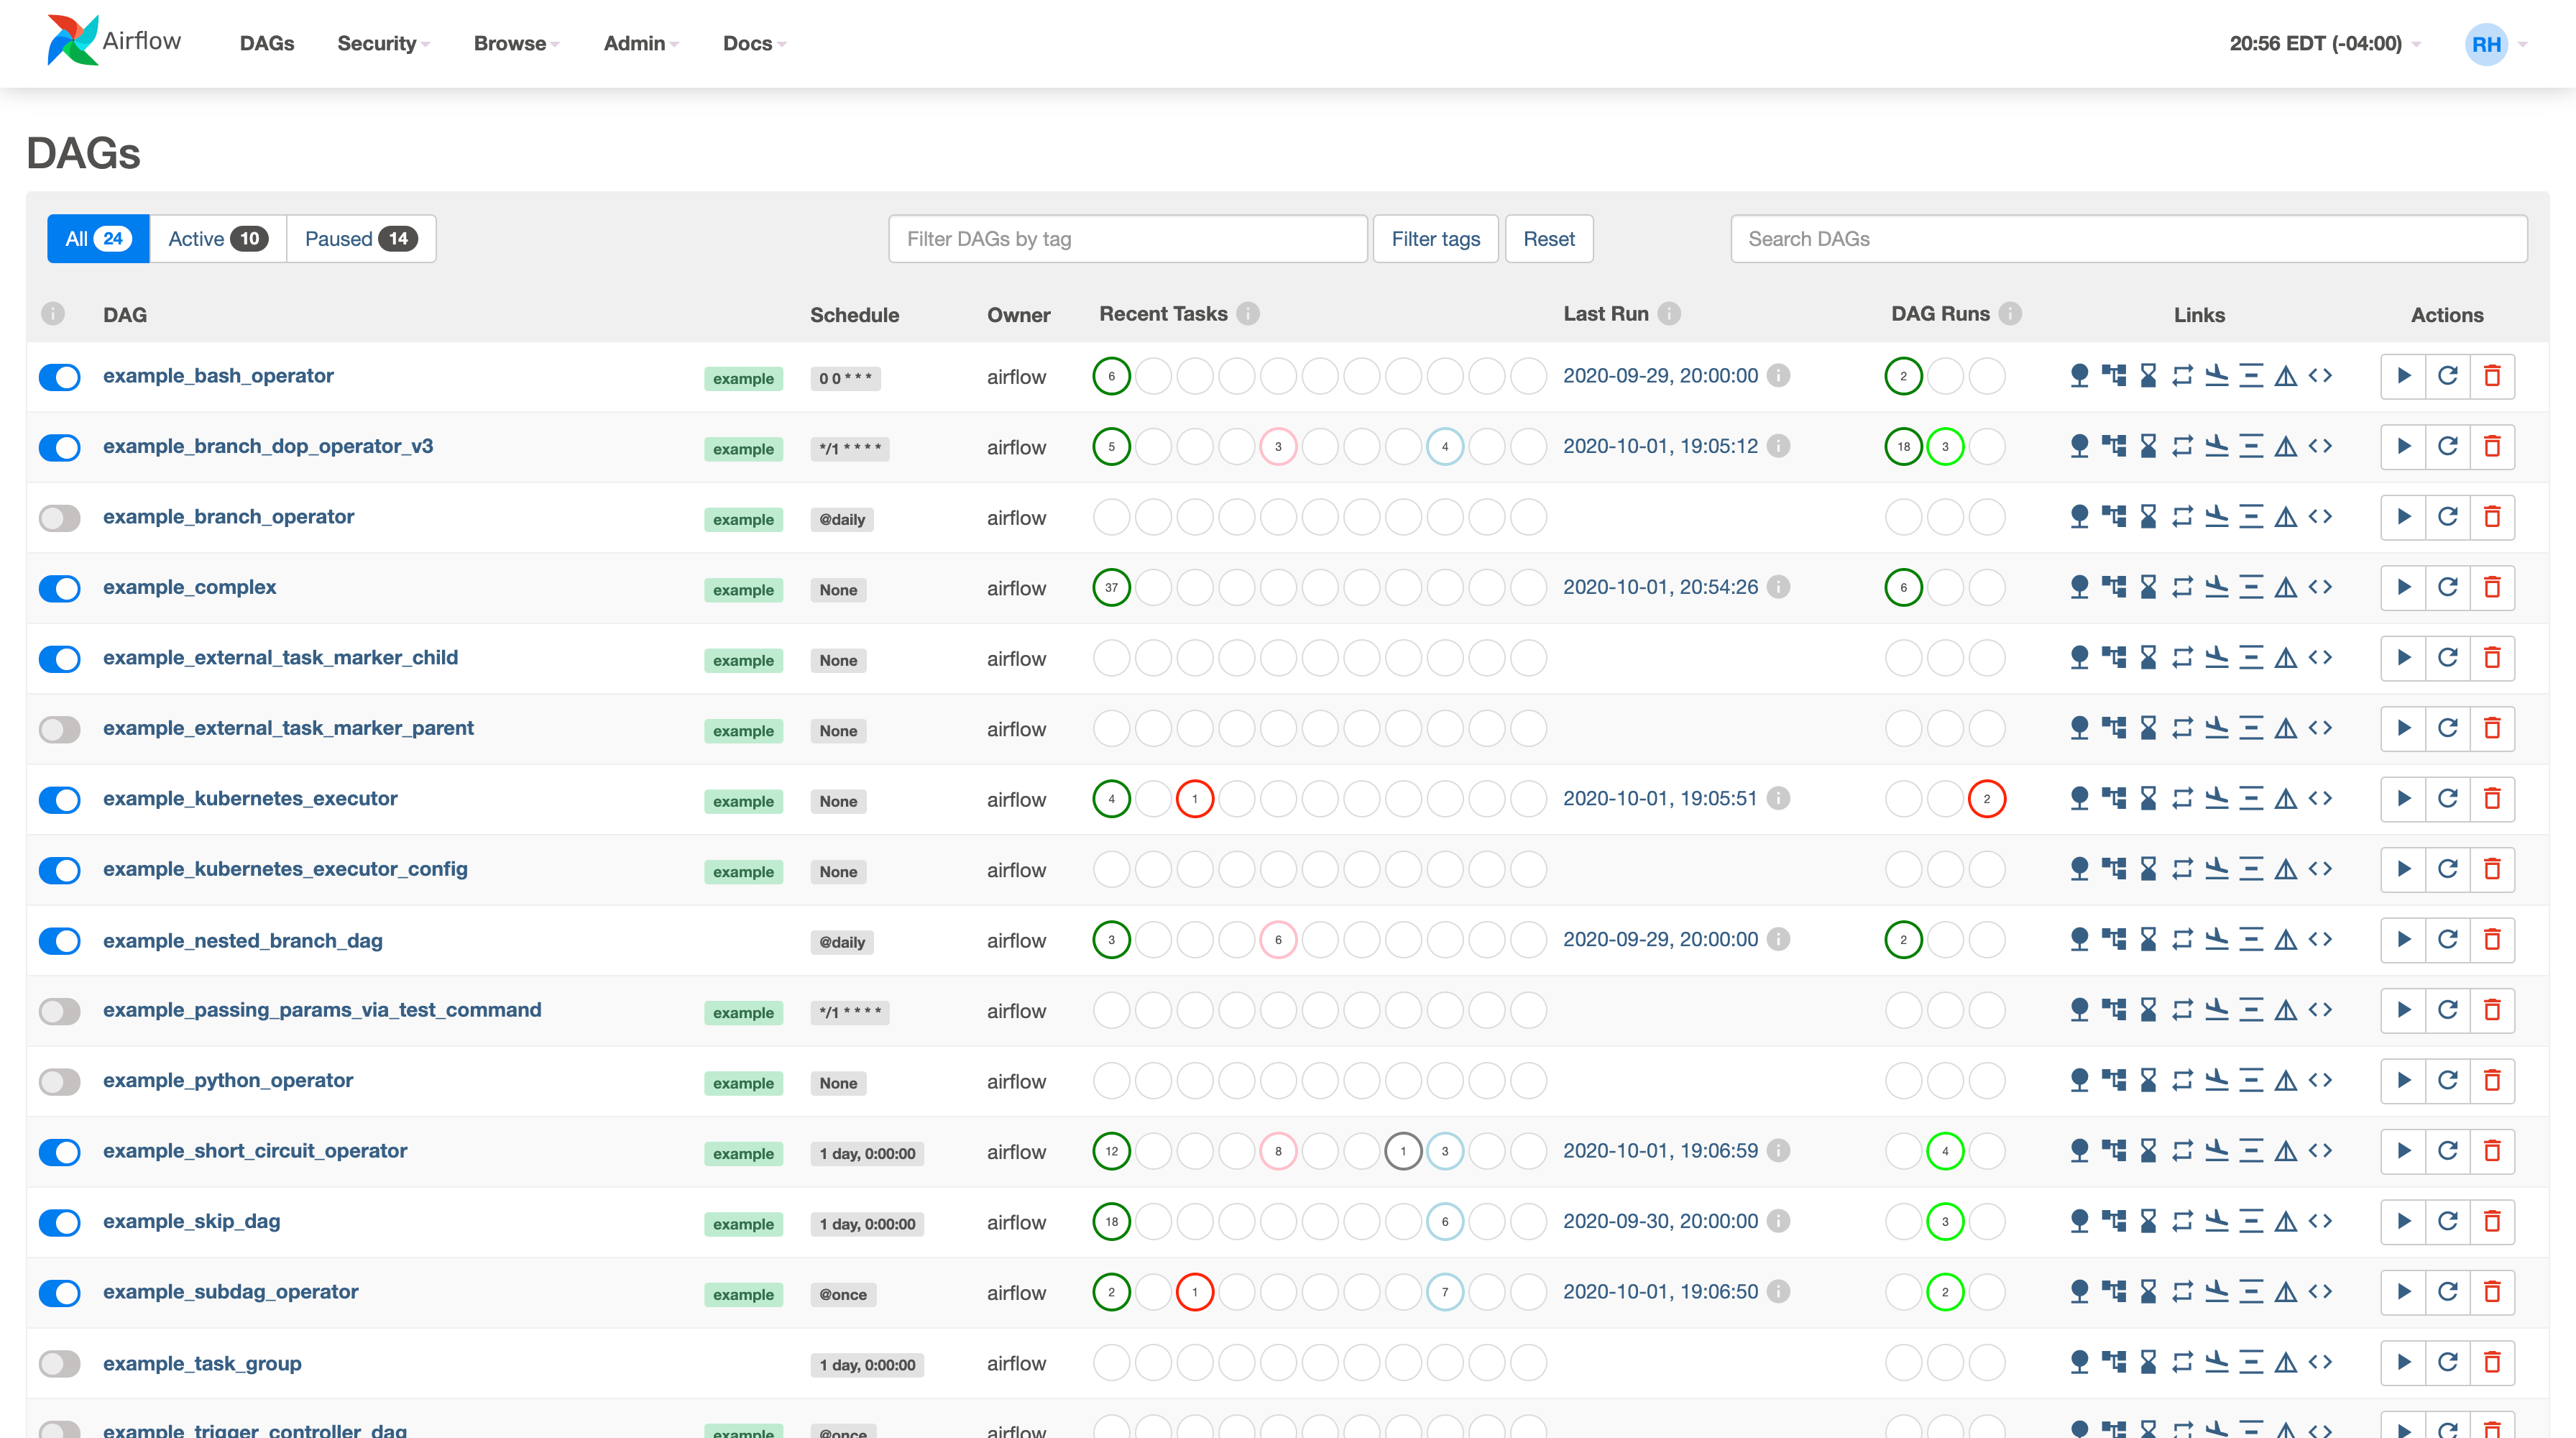 Airflow DAGs Security Browse Admin Docs 20:56 EDT (-04:00) RH
DAGs
All 24 Active 10 Paused 14 Filter DAGs by tag Filter tags Reset Search DAGs
DAG Schedule Owner Recent Tasks Last Run DAG Runs Links Actions
example_bash_operator example 0 0 * * * airflow 6 2020-09-29, 20:00:00 2
example_branch_dop_operator_v3 example */1 * * * * airflow 5 3 4 2020-10-01, 19:05:12 18 3
example_branch_operator example @daily airflow
example_complex example None airflow 37 2020-10-01, 20:54:26 6
example_external_task_marker_child example None airflow
example_external_task_marker_parent example None airflow
example_kubernetes_executor example None airflow 4 1 2020-10-01, 19:05:51 2
example_kubernetes_executor_config example None airflow
example_nested_branch_dag @daily airflow 3 6 2020-09-29, 20:00:00 2
example_passing_params_via_test_command example */1 * * * * airflow
example_python_operator example None airflow
example_short_circuit_operator example 1 day, 0:00:00 airflow 12 8 1 3 2020-10-01, 19:06:59 4
example_skip_dag example 1 day, 0:00:00 airflow 18 6 2020-09-30, 20:00:00 3
example_subdag_operator example @once airflow 2 1 7 2020-10-01, 19:06:50 2
example_task_group 1 day, 0:00:00 airflow
example_trigger_controller_dag example @once airflow